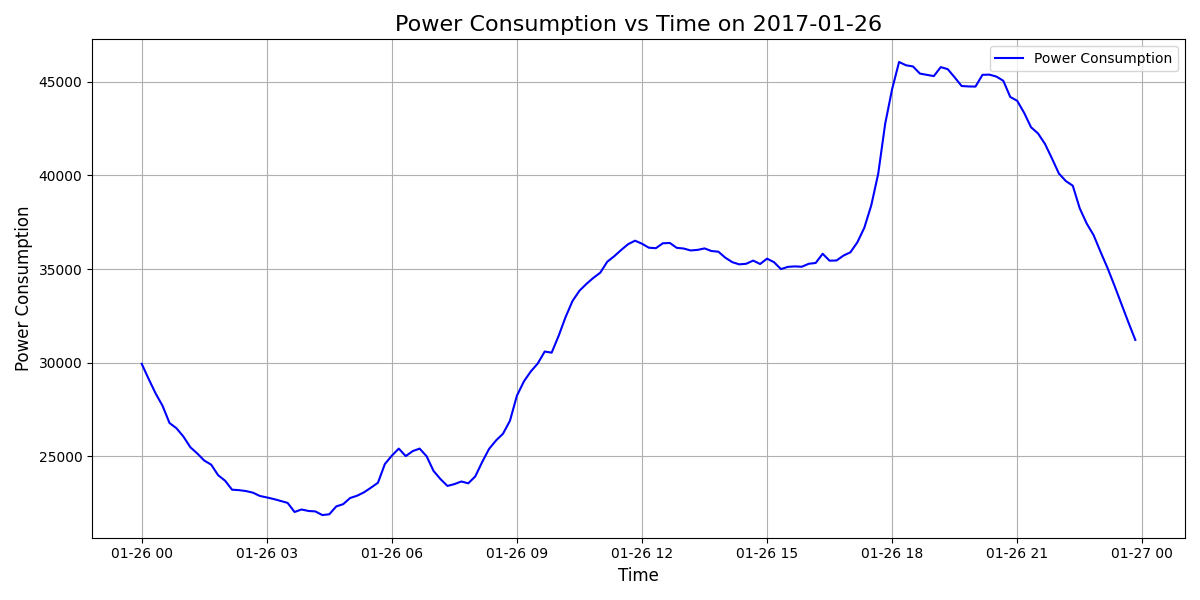 Power Consumption vs Time on 2017-01-26
Power Consumption
45000
40000
35000
30000
25000
Power Consumption
01-26 00 01-26 03 01-26 06 01-26 09 01-26 12 01-26 15 01-26 18 01-26 21 01-27 00
Time